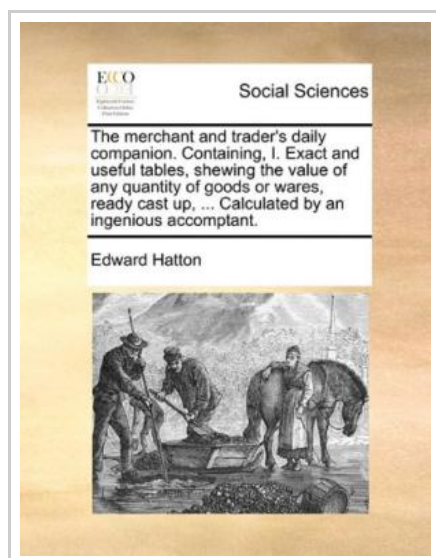 ECCO
Social Sciences
The merchant and trader's daily
companion. Containing, I. Exact and
useful tables, shewing the value of
any quantity of goods or wares,
ready cast up, ... Calculated by an
ingenious accomptant.
Edward Hatton